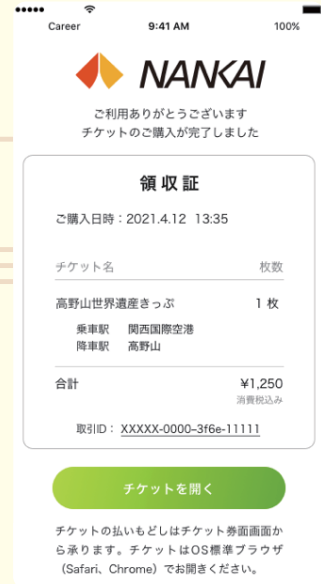 Career 9:41 AM 100%
NANKAI
ご利用ありがとうございます
チケットのご購入が完了しました
領収証
ご購入日時：2021.4.12 13:35
チケット名 枚数
高野山世界遺産きっぷ 1 枚
乗車駅 関西国際空港
降車駅 高野山
合計 ¥1,250
消費税込み
取引ID： XXXXX-0000–3f6e-11111
チケットを開く
チケットの払いもどしはチケット券面画面か
ら承ります。チケットはOS標準ブラウザ
（Safari、Chrome）でお開きください。